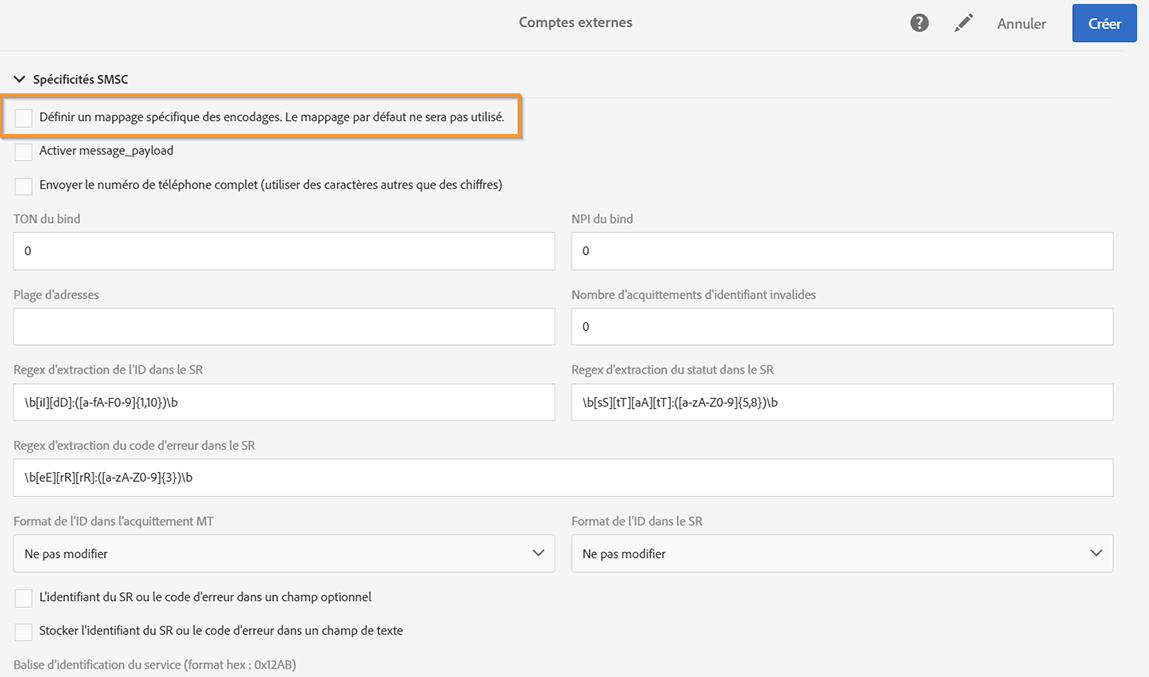 Comptes externes
Annuler
Créer
Spécificités SMSC
Définir un mappage spécifique des encodages. Le mappage par défaut ne sera pas utilisé.
Activer message_payload
Envoyer le numéro de téléphone complet (utiliser des caractères autres que des chiffres)
TON du bind
NPI du bind
0
0
Plage d'adresses
Nombre d'acquittements d'identifiant invalides
0
Regex d'extraction de l'ID dans le SR
Regex d'extraction du statut dans le SR
\b[iI][dD]:([a-fA-F0-9]{1,10})\b
\b[sS][tT][aA][tT]:([a-zA-Z0-9]{5,8})\b
Regex d'extraction du code d'erreur dans le SR
\b[eE][rR][rR]:([a-zA-Z0-9]{3})\b
Format de l'ID dans l'acquittement MT
Format de l'ID dans le SR
Ne pas modifier
Ne pas modifier
L'identifiant du SR ou le code d'erreur dans un champ optionnel
Stocker l'identifiant du SR ou le code d'erreur dans un champ de texte
Balise d'identification du service (format hex : 0x12AB)